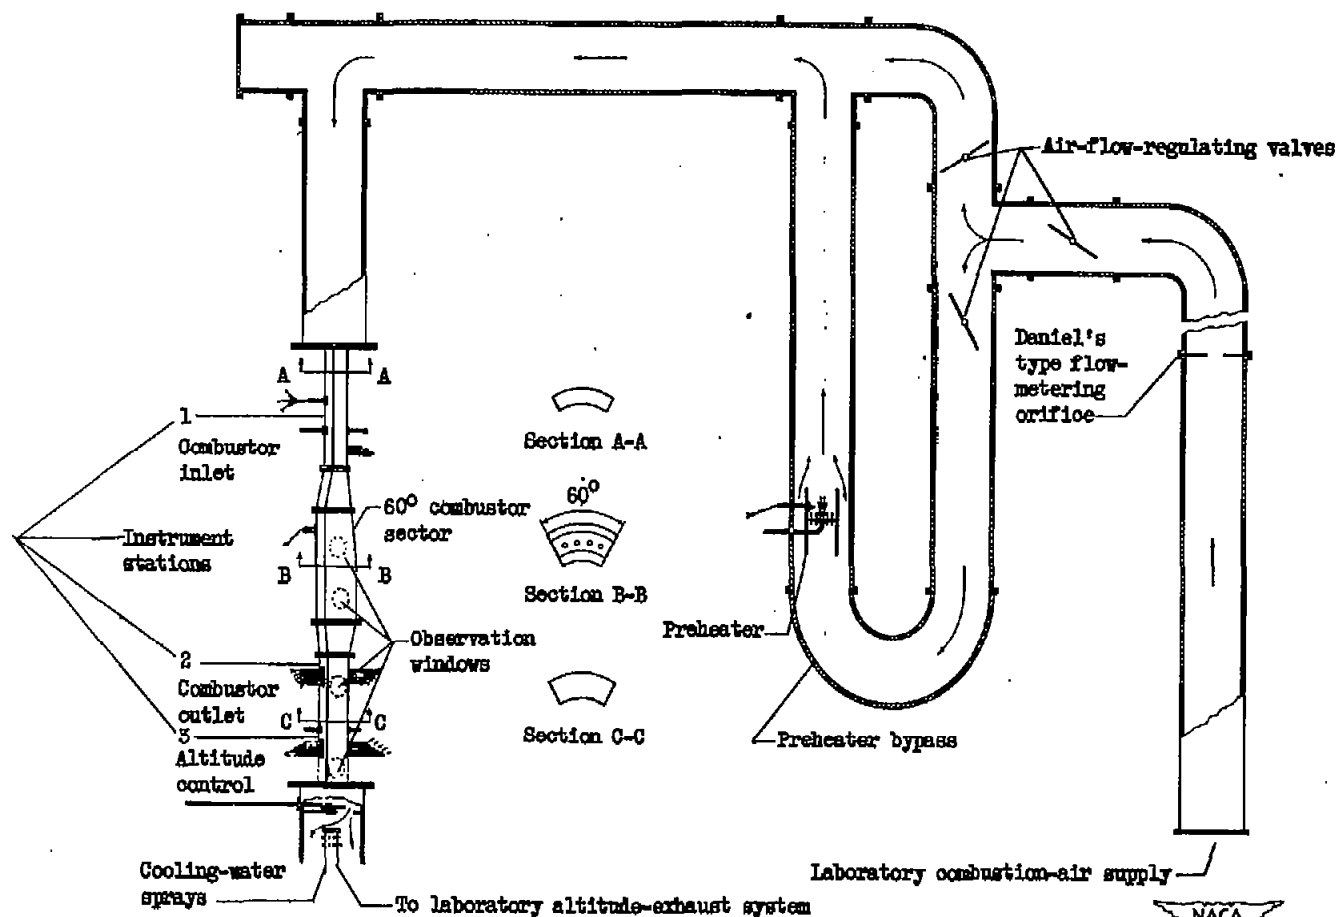 Air-flow-regulating valves
Daniel's
type flow-
metering
orifice
A
A
1
Combustor
inlet
Section A-A
60°
60° combustor
sector
Instrument
stations
B
B
Section B-B
Preheater
Observation
windows
2
Combustor
outlet
C
C
3
Altitude
control
Section C-C
Preheater bypass
Cooling-water
sprays
Laboratory combustion-air supply
To laboratory altitude-exhaust system
NACA